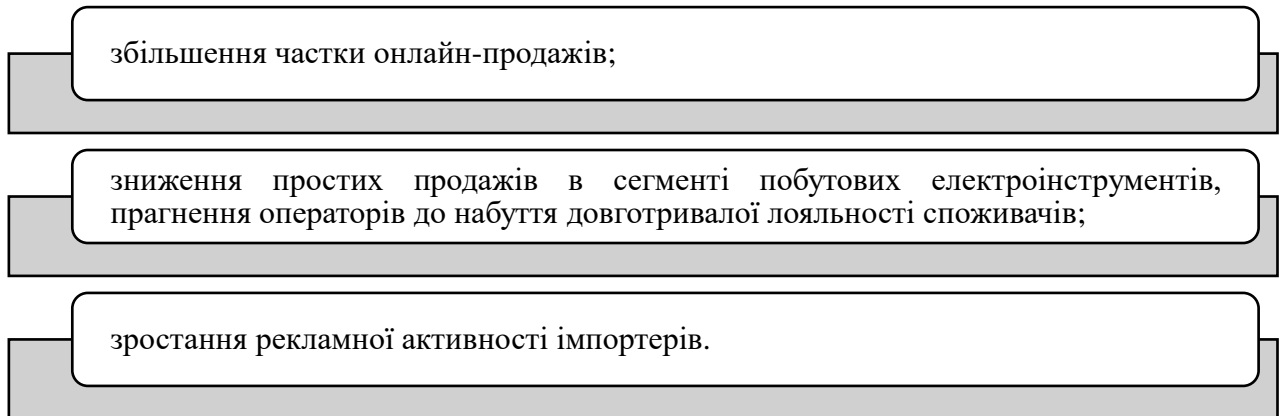 збільшення частки онлайн-продажів;
зниження простих продажів в сегменті побутових електроінструментів,
прагнення операторів до набуття довготривалої лояльності споживачів;
зростання рекламної активності імпортерів.